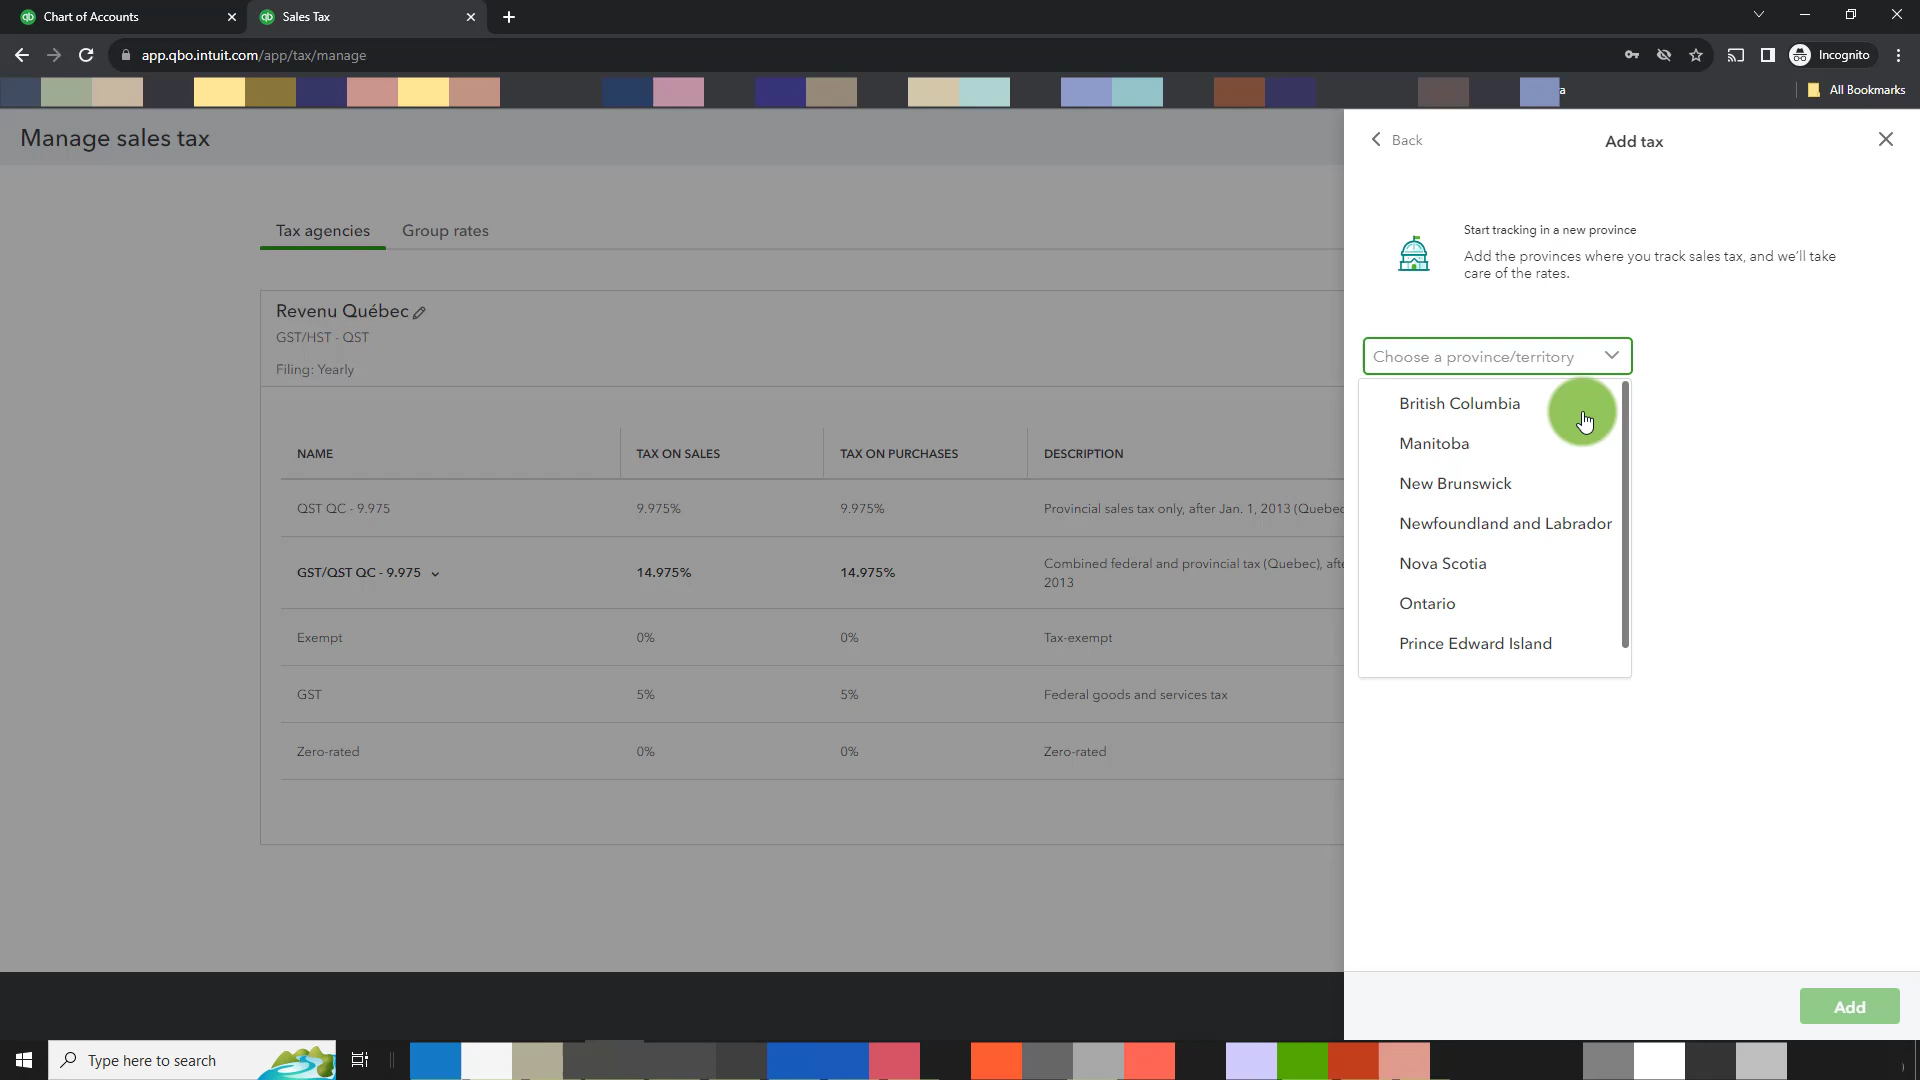 Chart of Accounts
Sales Tax
app.qbo.intuit.com/app/tax/manage
Incognito
a
All Bookmarks
Manage sales tax
Tax agencies
Group rates
Revenu Québec
GST/HST - QST
Filing: Yearly
NAME
TAX ON SALES
TAX ON PURCHASES
DESCRIPTION
QST QC - 9.975
9.975%
9.975%
Provincial sales tax only, after Jan. 1, 2013 (Quebec
GST/QST QC - 9.975
14.975%
14.975%
Combined federal and provincial tax (Quebec), afte
2013
Exempt
0%
0%
Tax-exempt
GST
5%
5%
Federal goods and services tax
Zero-rated
0%
0%
Zero-rated
Back
Add tax
Start tracking in a new province
Add the provinces where you track sales tax, and we'll take
care of the rates.
Choose a province/territory
British Columbia
Manitoba
New Brunswick
Newfoundland and Labrador
Nova Scotia
Ontario
Prince Edward Island
Add
Type here to search